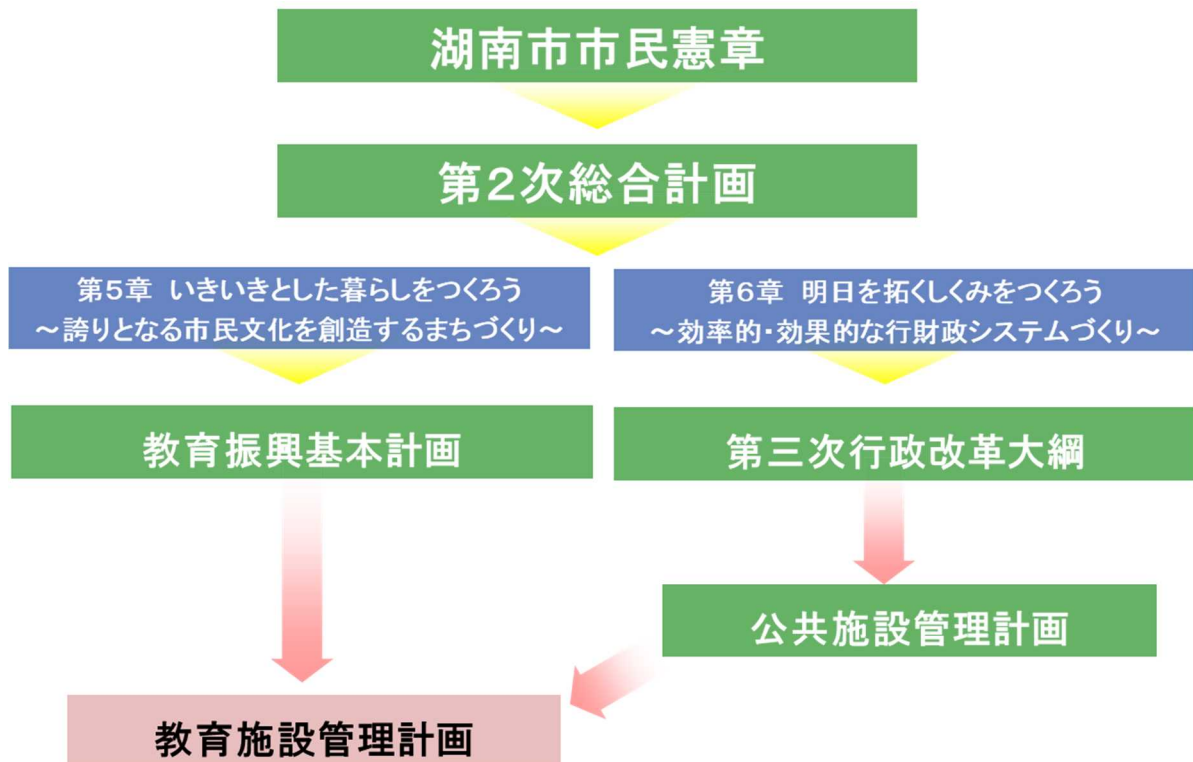 湖南市市民憲章
第２次総合計画
第5章 いきいきとした暮らしをつくろう
～誇りとなる市民文化を創造するまちづくり～
第6章 明日を拓くしくみをつくろう
～効率的・効果的な行財政システムづくり～
教育振興基本計画
第三次行政改革大綱
公共施設管理計画
教育施設管理計画